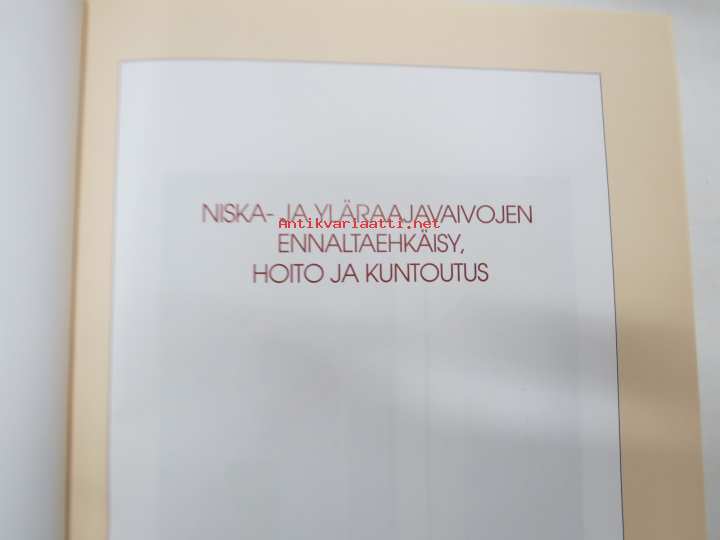 NISKA- JA YLÄRAAJAVAIVOJEN
Antikvariaatti.net
ENNALTAEHKÄISY,
HOITO JA KUNTOUTUS